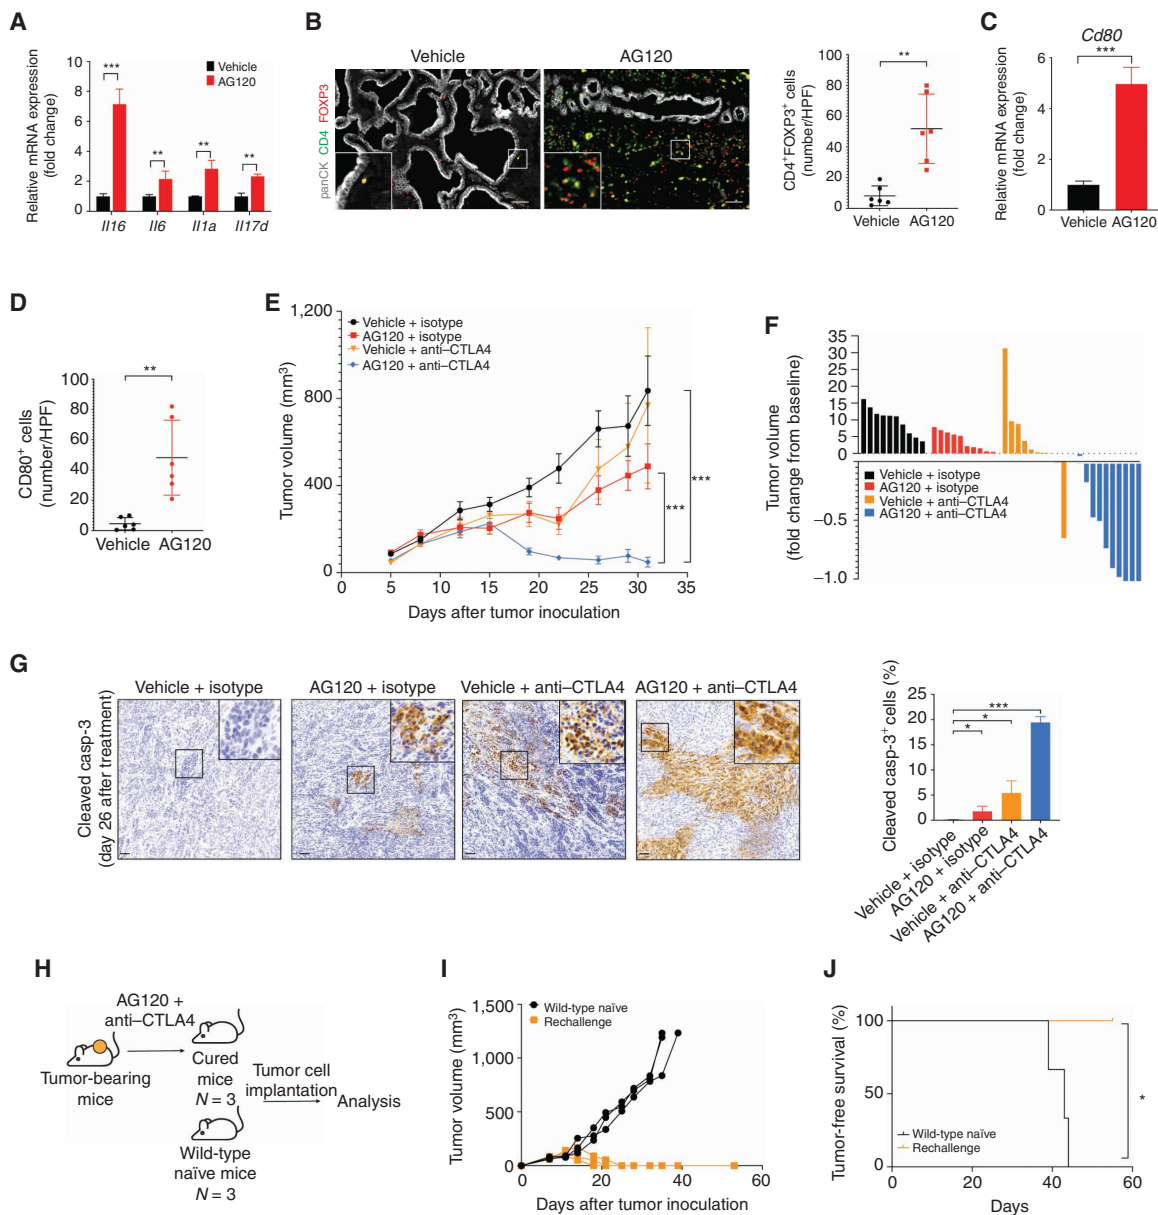 A
Relative mRNA expression
(fold change)
10
8
6
4
2
0
***
**
**
**
Vehicle
AG120
Il16
Il6
Il1a
Il17d
B
Vehicle
AG120
panCK CD4 FOXP3
CD4+FOXP3+ cells
(number/HPF)
100
80
60
40
20
0
**
Vehicle
AG120
C
Cd80
***
Relative mRNA expression
(fold change)
6
4
2
0
Vehicle
AG120
D
CD80+ cells
(number/HPF)
100
80
60
40
20
0
**
Vehicle
AG120
E
Tumor volume (mm3)
1,200
800
400
0
Vehicle + isotype
AG120 + isotype
Vehicle + anti–CTLA4
AG120 + anti–CTLA4
***
***
0 5 10 15 20 25 30 35
Days after tumor inoculation
F
Tumor volume
(fold change from baseline)
35
30
25
20
15
10
5
0
−0.5
−1.0
Vehicle + isotype
AG120 + isotype
Vehicle + anti–CTLA4
AG120 + anti–CTLA4
G
Cleaved casp-3
(day 26 after treatment)
Vehicle + isotype
AG120 + isotype
Vehicle + anti–CTLA4
AG120 + anti–CTLA4
Cleaved casp-3+ cells (%)
25
20
15
10
5
0
***
*
*
Vehicle + isotype
AG120 + isotype
Vehicle + anti–CTLA4
AG120 + anti–CTLA4
H
AG120 +
anti–CTLA4
Tumor-bearing
mice
Cured
mice
N = 3
Wild-type
naïve mice
N = 3
Tumor cell
implantation
Analysis
I
Tumor volume (mm3)
1,500
1,000
500
0
Wild-type naïve
Rechallenge
0 20 40 60
Days after tumor inoculation
J
Tumor-free survival (%)
100
50
0
Wild-type naïve
Rechallenge
*
0 20 40 60
Days